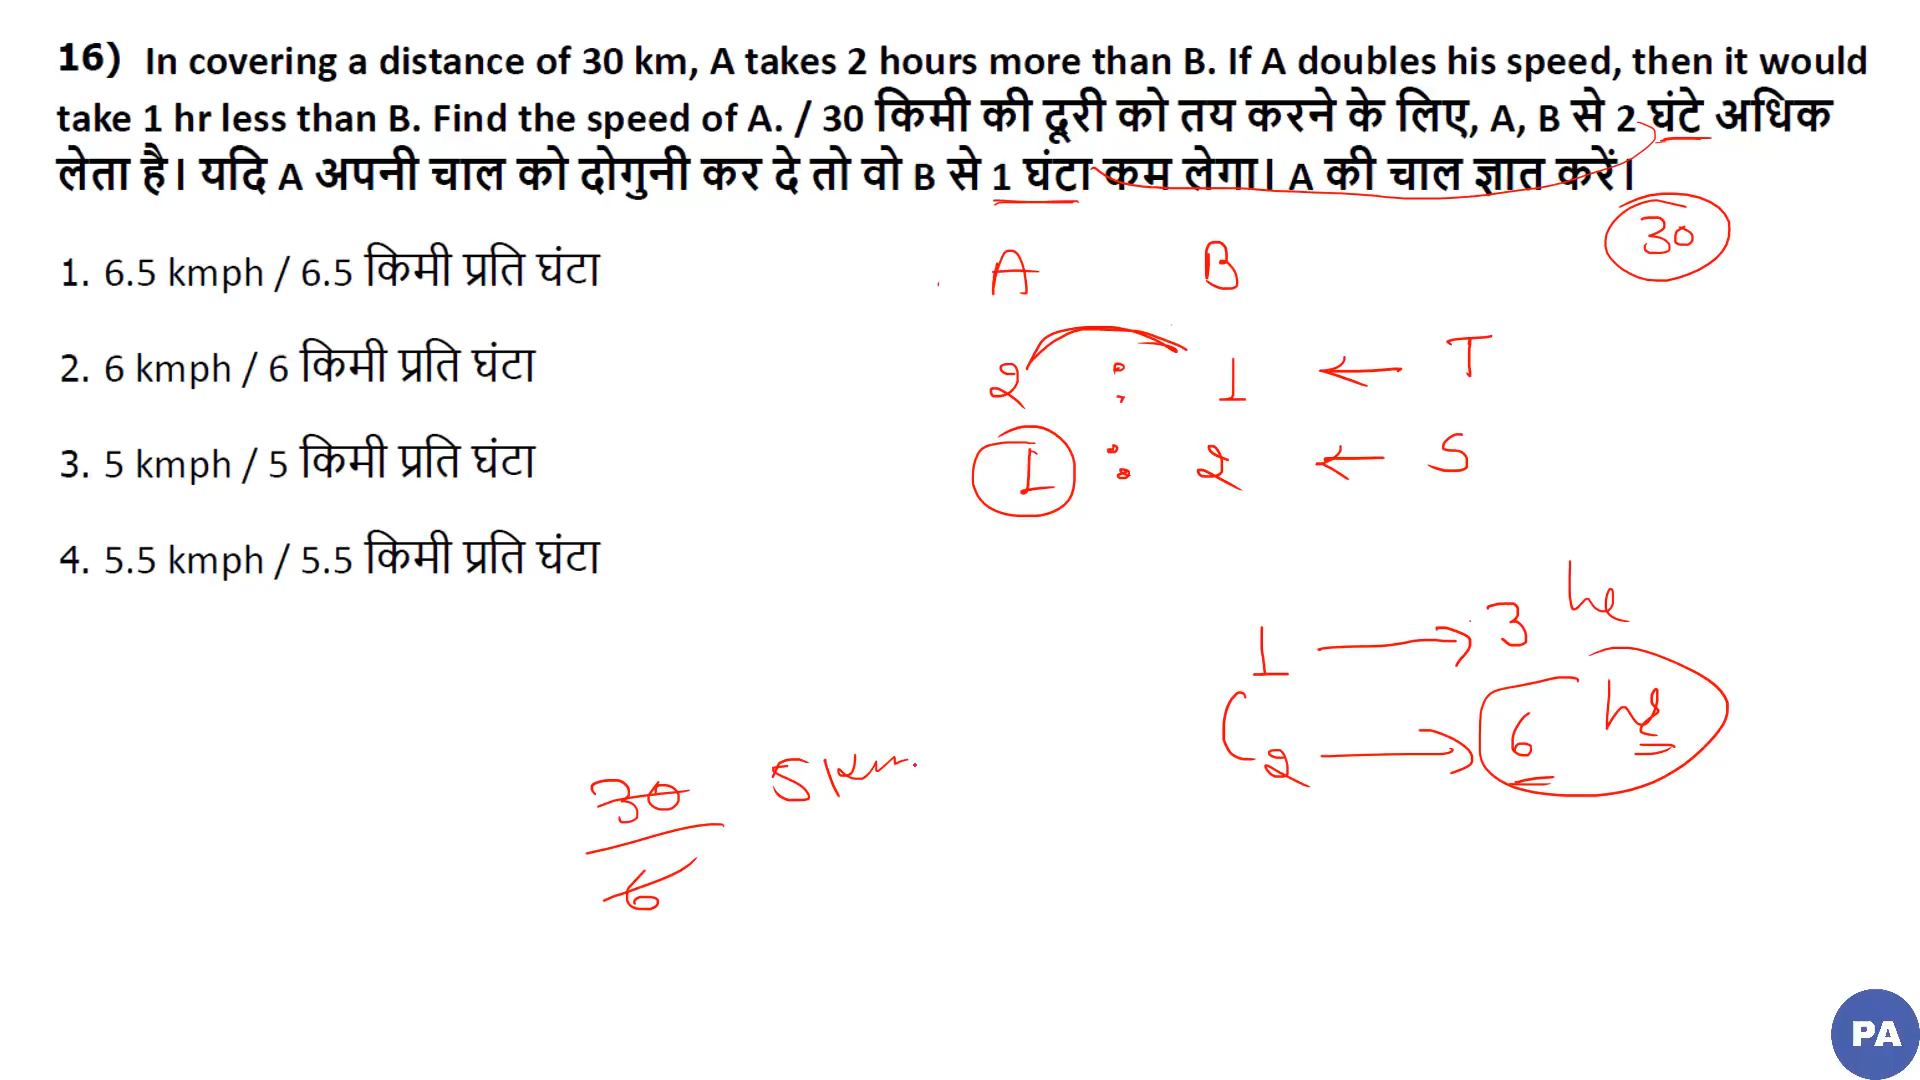 16) In covering a distance of 30 km, A takes 2 hours more than B. If A doubles his speed, then it would
take 1 hr less than B. Find the speed of A. / 30 किमी की दूरी को तय करने के लिए, A, B से 2 घंटे अधिक
लेता है। यदि A अपनी चाल को दोगुनी कर दे तो वो B से 1 घंटा कम लेगा। A की चाल ज्ञात करें।
30
1. 6.5 kmph / 6.5 किमी प्रति घंटा
A B
2. 6 kmph / 6 किमी प्रति घंटा
2 : 1 ← T
3. 5 kmph / 5 किमी प्रति घंटा
1 : 2 ← S
4. 5.5 kmph / 5.5 किमी प्रति घंटा
1 → 3 hr
2 → 6 hr
30
6
5 km.
PA